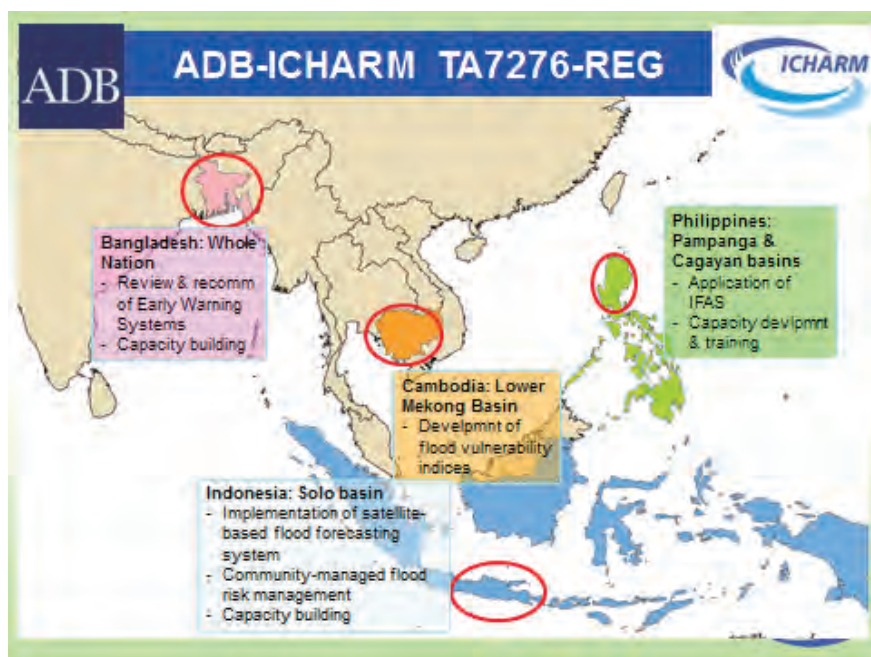 ADB
ADB-ICHARM TA7276-REG
ICHARM
Bangladesh: Whole
Nation
- Review & recomm
of Early Warning
Systems
- Capacity building
Philippines:
Pampanga &
Cagayan basins
- Application of
IFAS
- Capacity devlpmnt
& training
Cambodia: Lower
Mekong Basin
- Develpmnt of
flood vulnerability
indices
Indonesia: Solo basin
- Implementation of satellite-
based flood forecasting
system
- Community-managed flood
risk management
- Capacity building